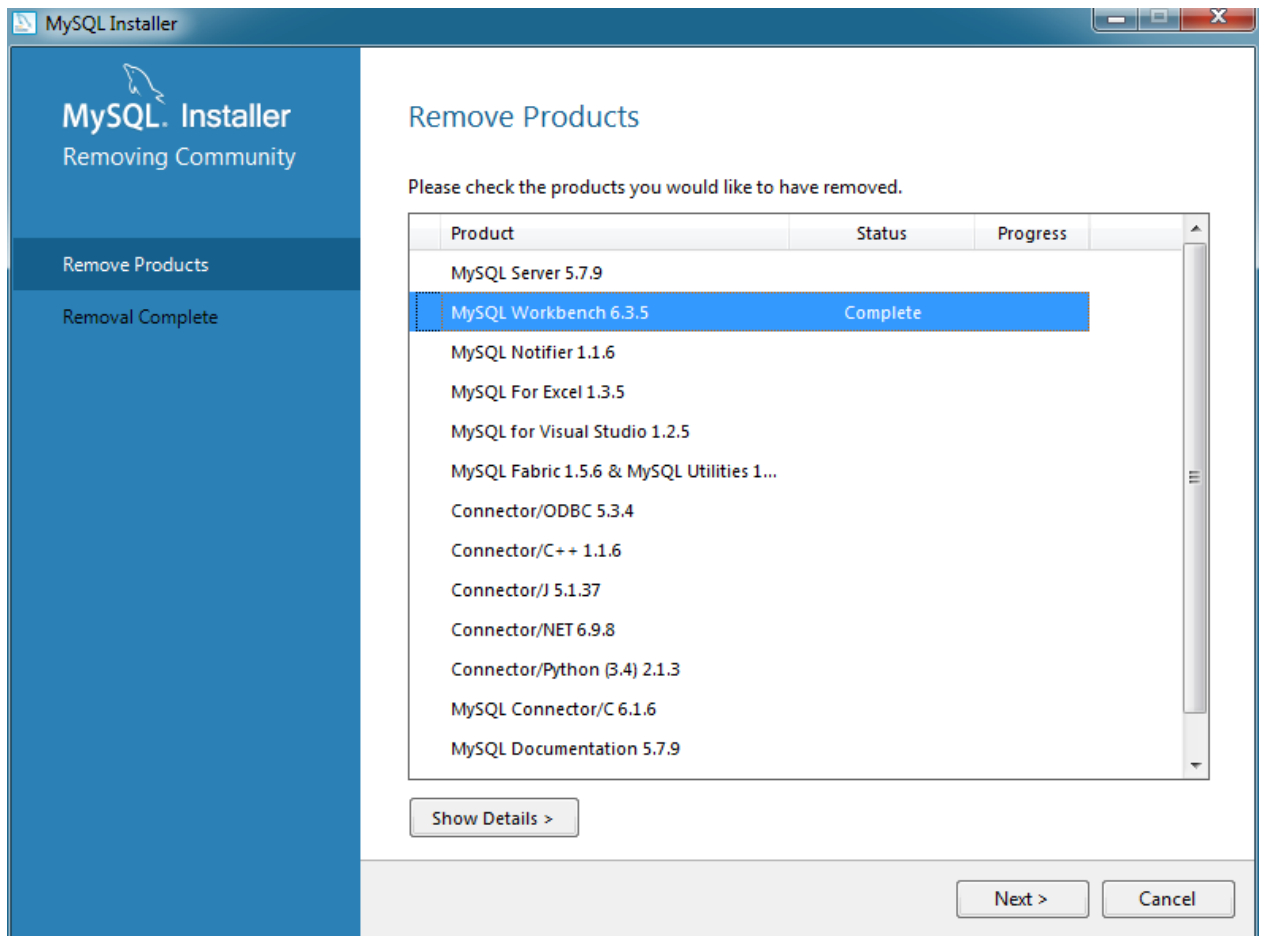 MySQL Installer
MySQL. Installer
Removing Community
Remove Products
Removal Complete
Remove Products
Please check the products you would like to have removed.
Product Status Progress
MySQL Server 5.7.9
MySQL Workbench 6.3.5 Complete
MySQL Notifier 1.1.6
MySQL For Excel 1.3.5
MySQL for Visual Studio 1.2.5
MySQL Fabric 1.5.6 & MySQL Utilities 1...
Connector/ODBC 5.3.4
Connector/C++ 1.1.6
Connector/J 5.1.37
Connector/NET 6.9.8
Connector/Python (3.4) 2.1.3
MySQL Connector/C 6.1.6
MySQL Documentation 5.7.9
Show Details >
Next > Cancel